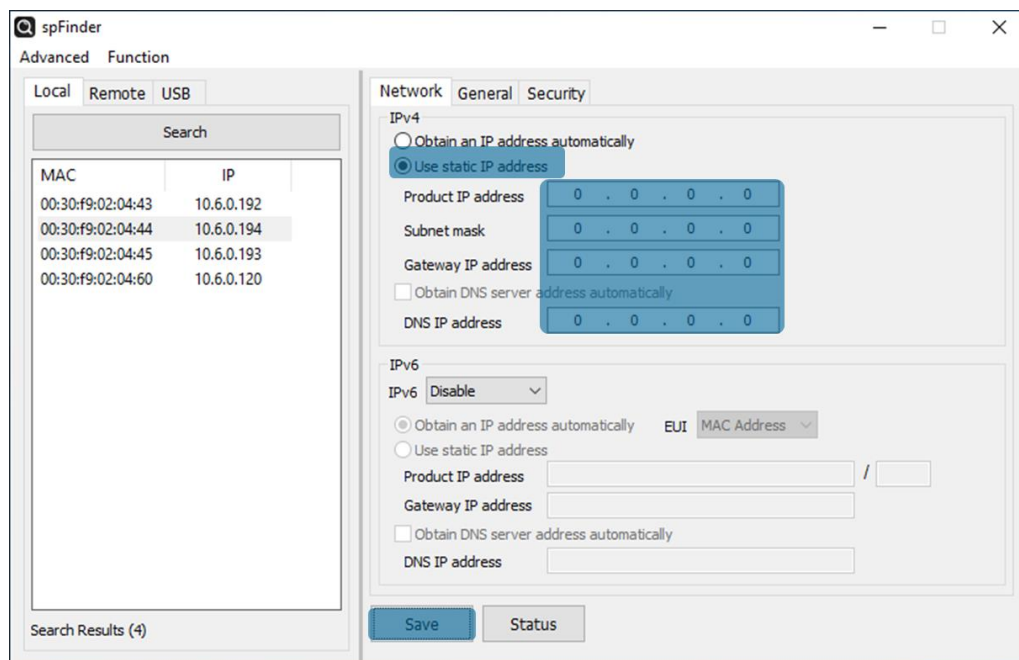 spFinder
Advanced Function
Local Remote USB
Search
MAC IP
00:30:f9:02:04:43 10.6.0.192
00:30:f9:02:04:44 10.6.0.194
00:30:f9:02:04:45 10.6.0.193
00:30:f9:02:04:60 10.6.0.120
Search Results (4)
Network General Security
IPv4
Obtain an IP address automatically
Use static IP address
Product IP address 0 . 0 . 0 . 0
Subnet mask 0 . 0 . 0 . 0
Gateway IP address 0 . 0 . 0 . 0
Obtain DNS server address automatically
DNS IP address 0 . 0 . 0 . 0
IPv6
IPv6 Disable
Obtain an IP address automatically EUI MAC Address
Use static IP address
Product IP address /
Gateway IP address
Obtain DNS server address automatically
DNS IP address
Save Status